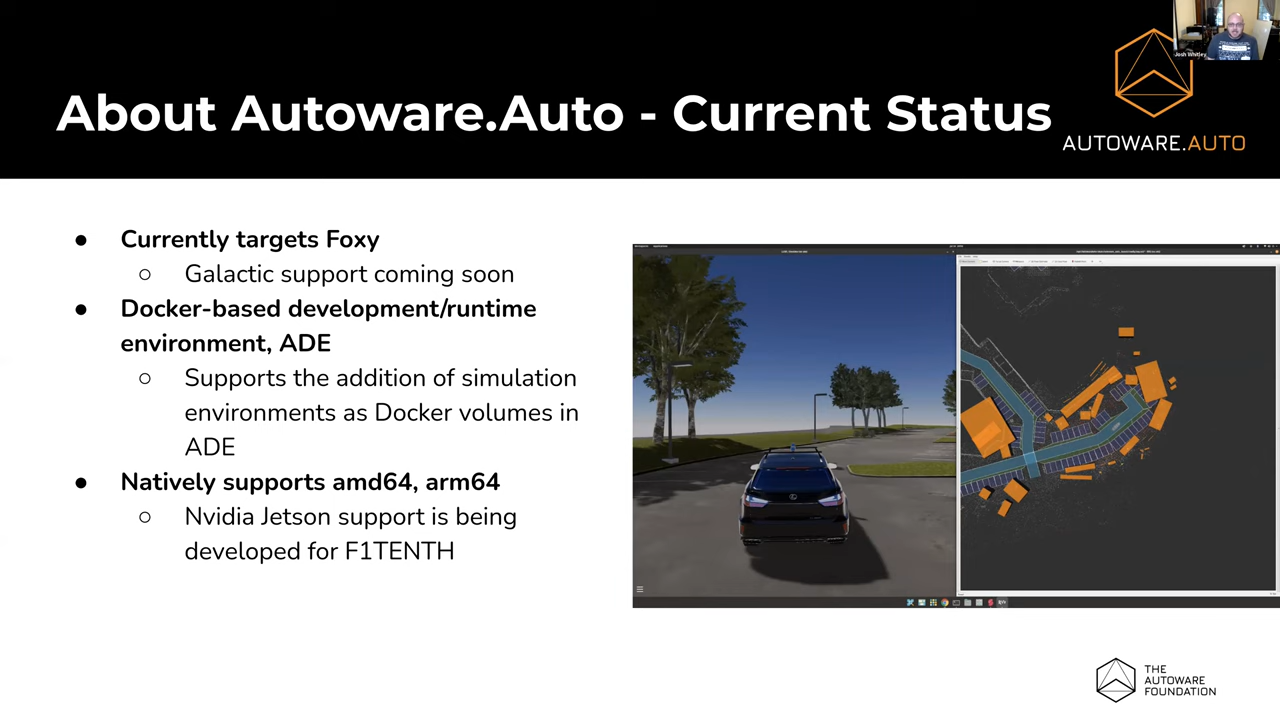 Josh Whitley
About Autoware.Auto - Current Status
AUTOWARE.AUTO
● Currently targets Foxy
○ Galactic support coming soon
● Docker-based development/runtime
environment, ADE
○ Supports the addition of simulation
environments as Docker volumes in
ADE
● Natively supports amd64, arm64
○ Nvidia Jetson support is being
developed for F1TENTH
THE
AUTOWARE
FOUNDATION